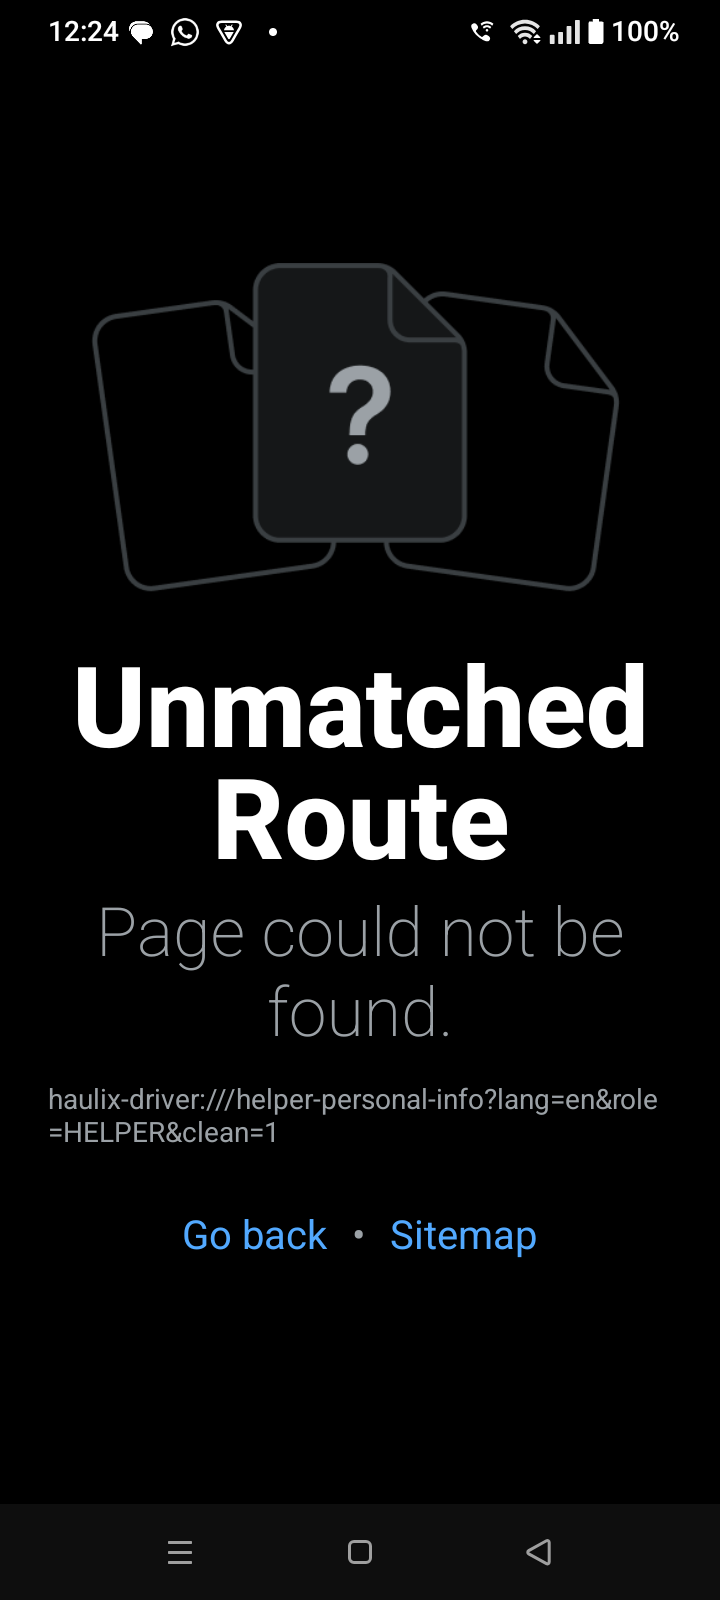 12:24
100%
?
Unmatched
Route
Page could not be
found.
haulix-driver:///helper-personal-info?lang=en&role
=HELPER&clean=1
Go back • Sitemap